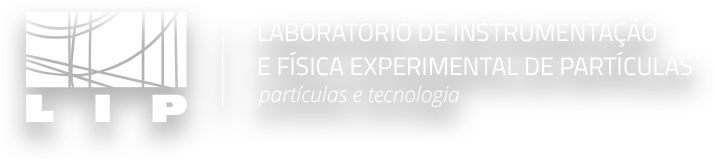 LABORATÓRIO DE INSTRUMENTAÇÃO
E FÍSICA EXPERIMENTAL DE PARTÍCULAS
partículas e tecnologia
LIP